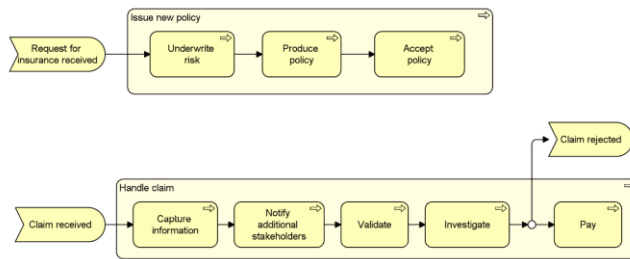 Issue new policy
Request for
insurance received
Underwrite
risk
Produce
policy
Accept
policy
Claim rejected
Handle claim
Claim received
Capture
information
Notify
additional
stakeholders
Validate
Investigate
Pay